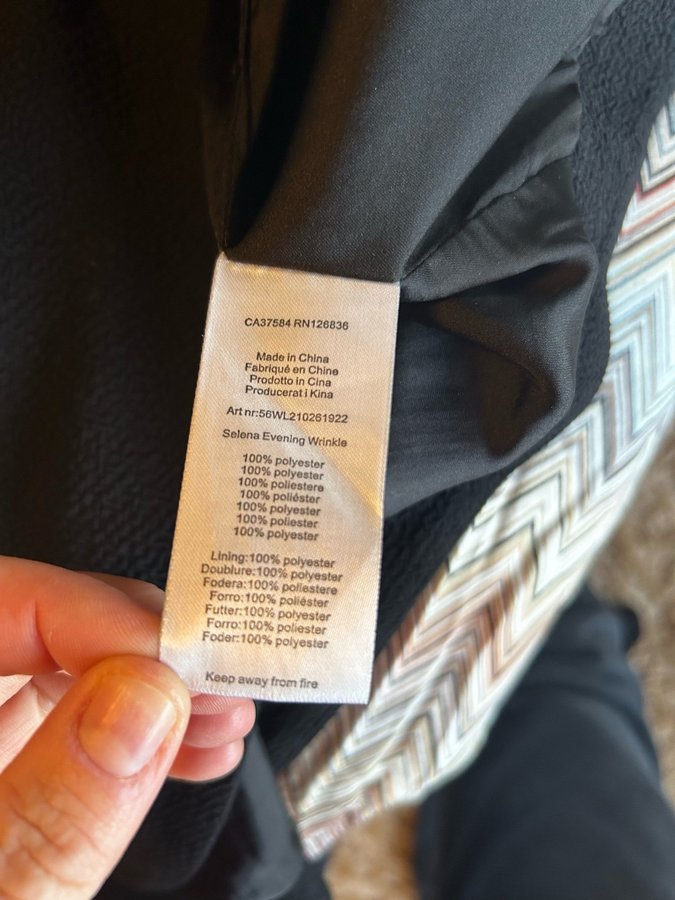 CA37584 RN126836
Made in China
Fabriqué en Chine
Prodotto in Cina
Producerat i Kina
Art nr:56WL210261922
Selena Evening Wrinkle
100% polyester
100% polyester
100% poliestere
100% poliéster
100% polyester
100% poliester
100% polyester
Lining:100% polyester
Doublure:100% polyester
Fodera:100% poliestere
Forro:100% poliéster
Futter:100% polyester
Forro:100% poliester
Foder:100% polyester
Keep away from fire